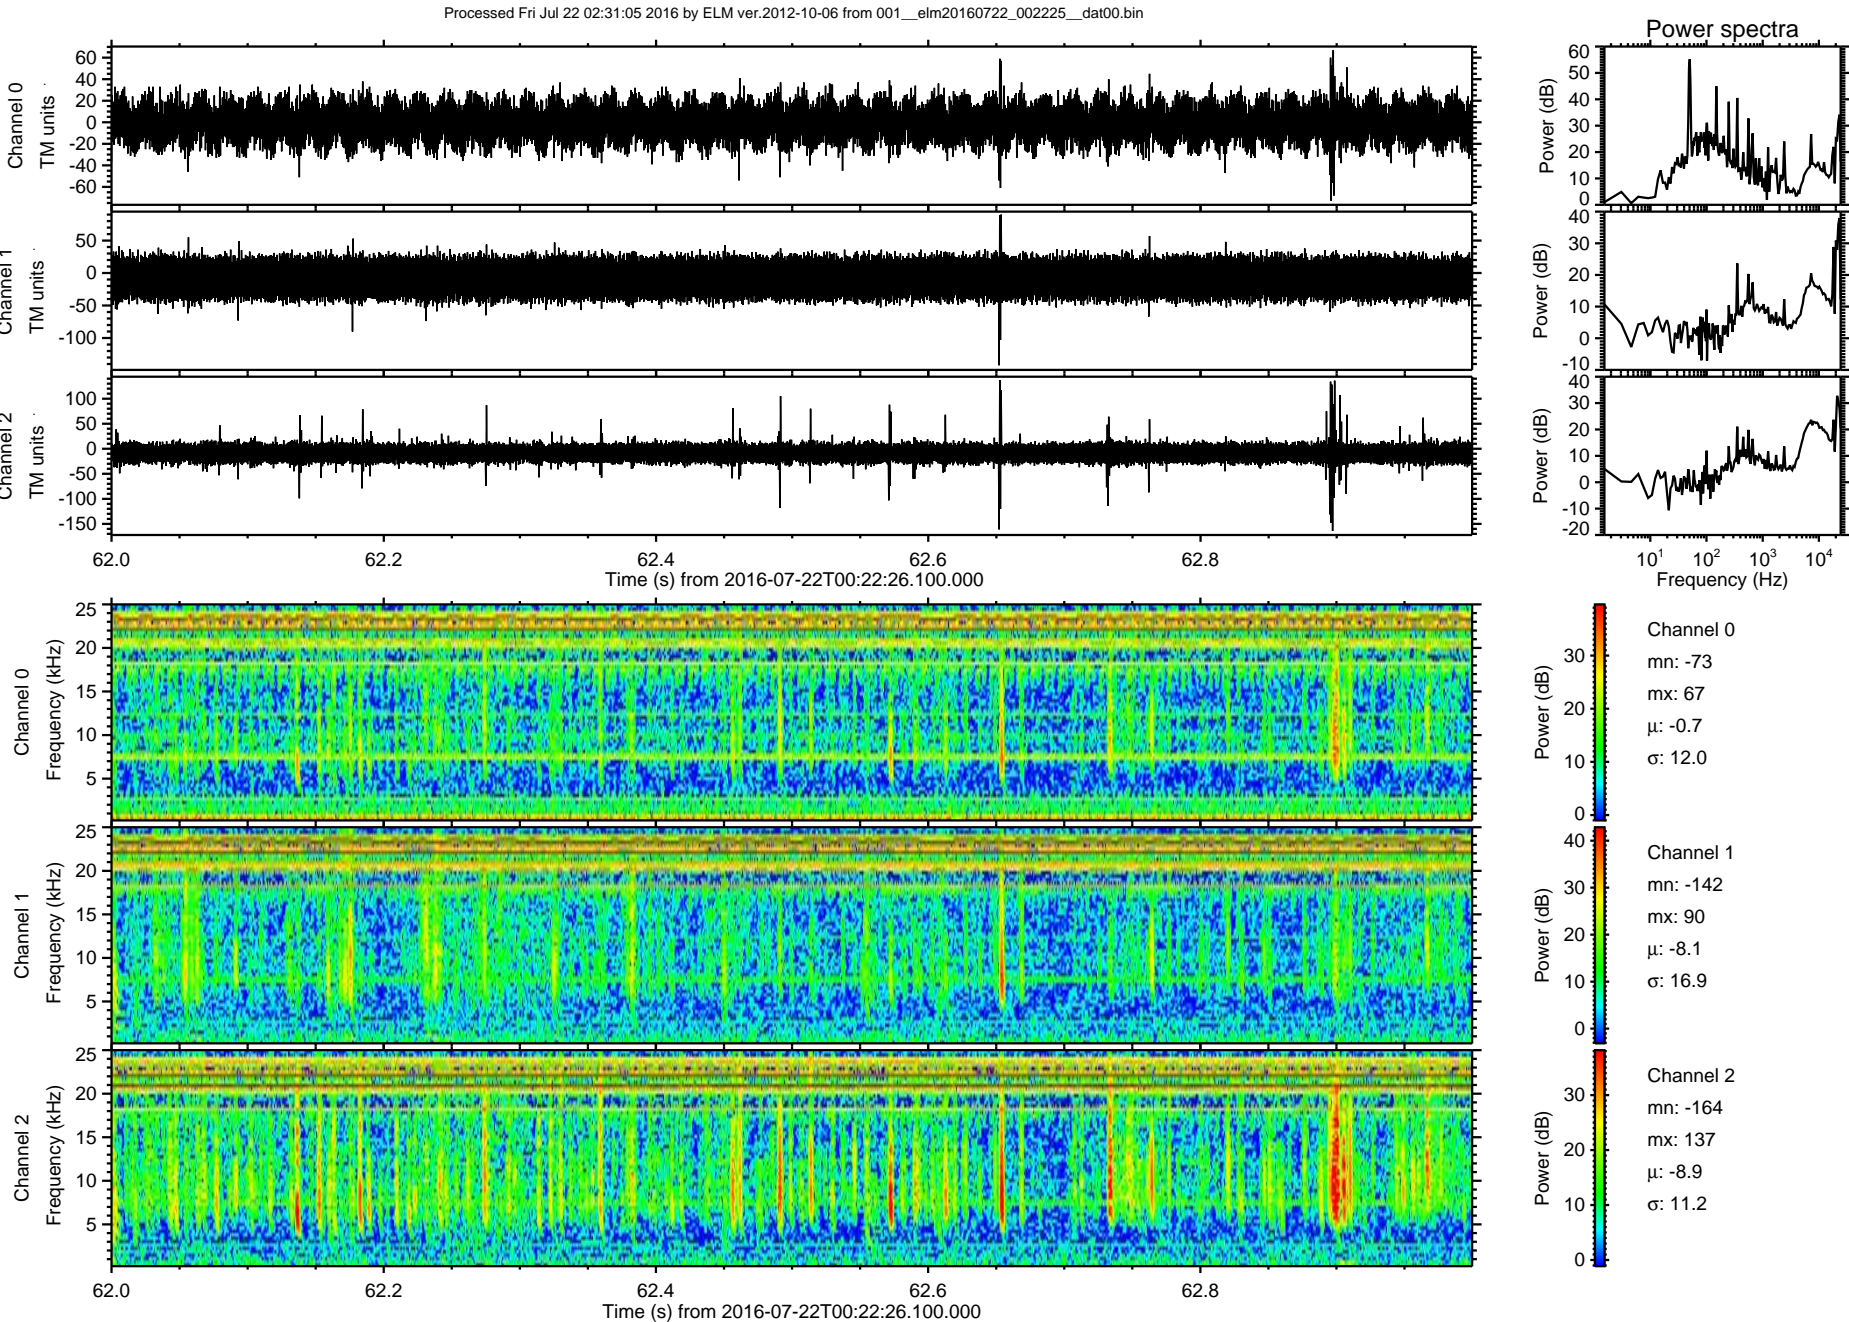 Processed Fri Jul 22 02:31:05 2016 by ELM ver.2012-10-06 from 001__elm20160722_002225__dat00.bin
Power spectra
Channel 0
TM units
60
40
20
0
-20
-40
-60
Power (dB)
60
50
40
30
20
10
0
Channel 1
TM units
50
0
-50
-100
Power (dB)
40
30
20
10
0
-10
Channel 2
TM units
100
50
0
-50
-100
-150
Power (dB)
40
30
20
10
0
-10
-20
62.0 62.2 62.4 62.6 62.8
Time (s) from 2016-07-22T00:22:26.100.000
10¹ 10² 10³ 10⁴
Frequency (Hz)
Channel 0
Frequency (kHz)
25
20
15
10
5
Power (dB)
30
20
10
0
Channel 0
mn: -73
mx: 67
μ: -0.7
σ: 12.0
Channel 1
Frequency (kHz)
25
20
15
10
5
Power (dB)
40
30
20
10
0
Channel 1
mn: -142
mx: 90
μ: -8.1
σ: 16.9
Channel 2
Frequency (kHz)
25
20
15
10
5
Power (dB)
30
20
10
0
Channel 2
mn: -164
mx: 137
μ: -8.9
σ: 11.2
62.0 62.2 62.4 62.6 62.8
Time (s) from 2016-07-22T00:22:26.100.000